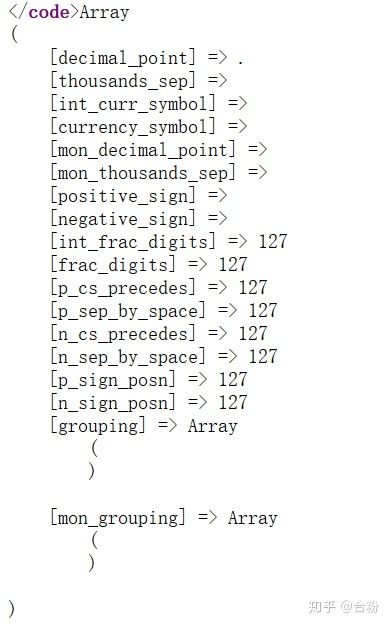 </code>Array
(
    [decimal_point] => .
    [thousands_sep] =>
    [int_curr_symbol] =>
    [currency_symbol] =>
    [mon_decimal_point] =>
    [mon_thousands_sep] =>
    [positive_sign] =>
    [negative_sign] =>
    [int_frac_digits] => 127
    [frac_digits] => 127
    [p_cs_precedes] => 127
    [p_sep_by_space] => 127
    [n_cs_precedes] => 127
    [n_sep_by_space] => 127
    [p_sign_posn] => 127
    [n_sign_posn] => 127
    [grouping] => Array
        (
        )

    [mon_grouping] => Array
        (
        )

)
知乎 @台粉